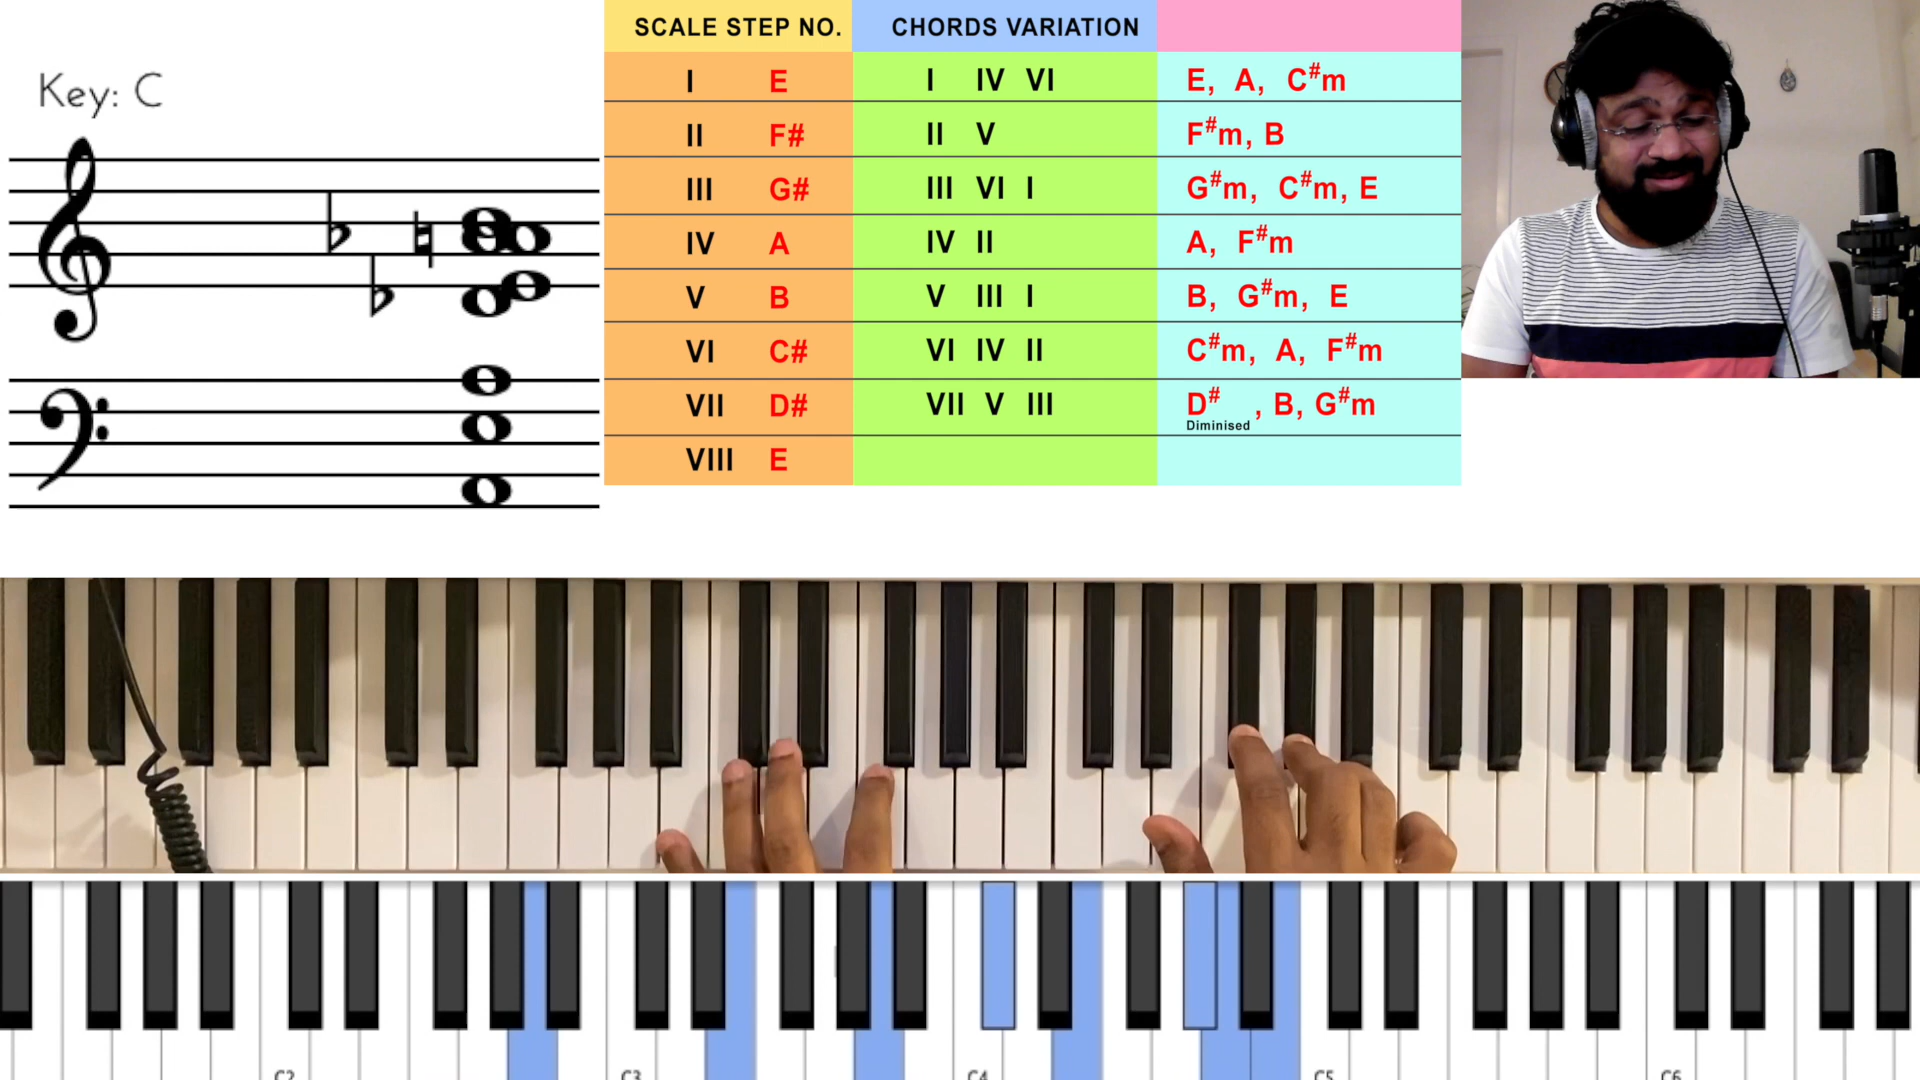 Key: C
SCALE STEP NO. CHORDS VARIATION
I E I IV VI E, A, C#m
II F# II V F#m, B
III G# III VI I G#m, C#m, E
IV A IV II A, F#m
V B V III I B, G#m, E
VI C# VI IV II C#m, A, F#m
VII D# VII V III D# , B, G#m
Diminised
VIII E
C2 C3 C4 C5 C6